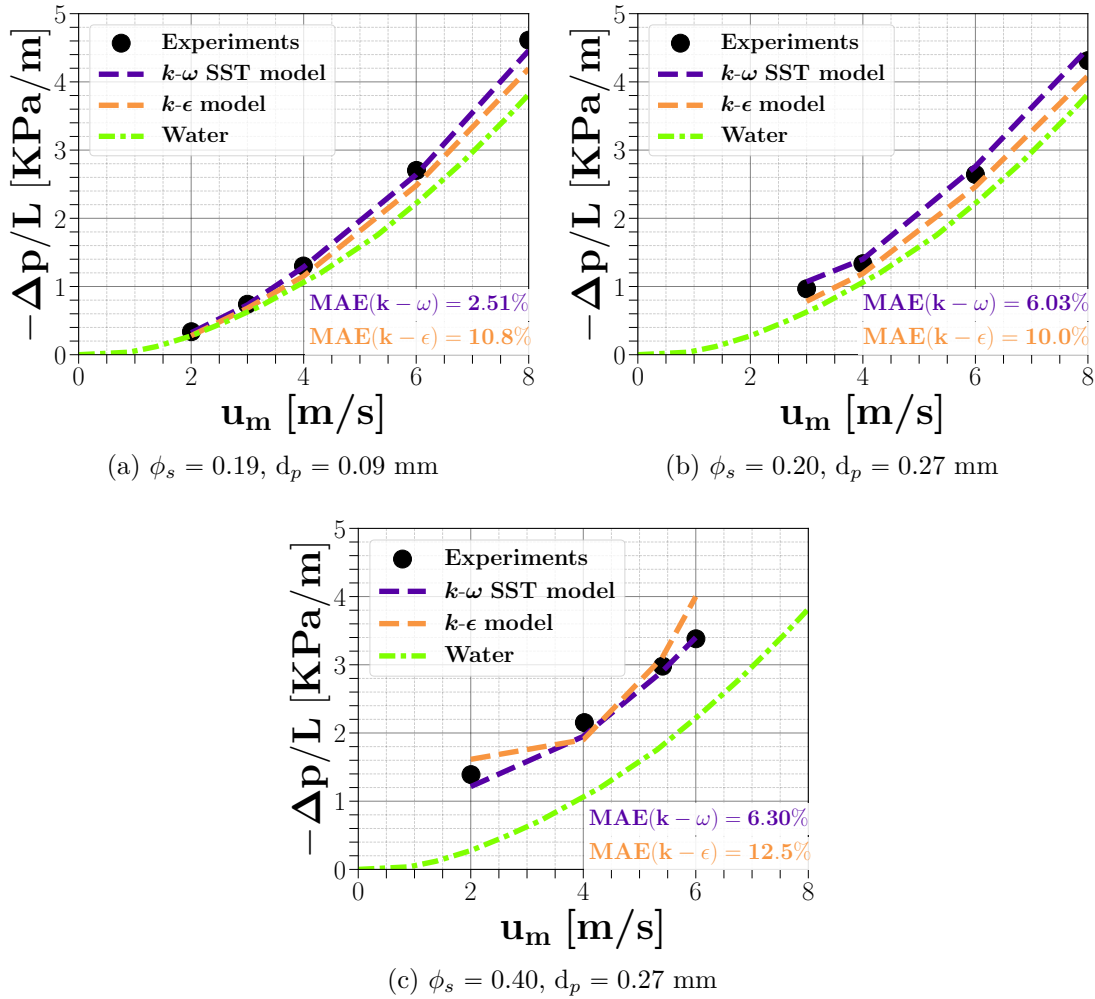 5
4
3
2
1
0
−Δp/L [KPa/m]
Experiments
k-ω SST model
k-ϵ model
Water
MAE(k − ω) = 2.51%
MAE(k − ϵ) = 10.8%
0 2 4 6 8
u_m [m/s]
(a) ϕ_s = 0.19, d_p = 0.09 mm
5
4
3
2
1
0
−Δp/L [KPa/m]
Experiments
k-ω SST model
k-ϵ model
Water
MAE(k − ω) = 6.03%
MAE(k − ϵ) = 10.0%
0 2 4 6 8
u_m [m/s]
(b) ϕ_s = 0.20, d_p = 0.27 mm
5
4
3
2
1
0
−Δp/L [KPa/m]
Experiments
k-ω SST model
k-ϵ model
Water
MAE(k − ω) = 6.30%
MAE(k − ϵ) = 12.5%
0 2 4 6 8
u_m [m/s]
(c) ϕ_s = 0.40, d_p = 0.27 mm